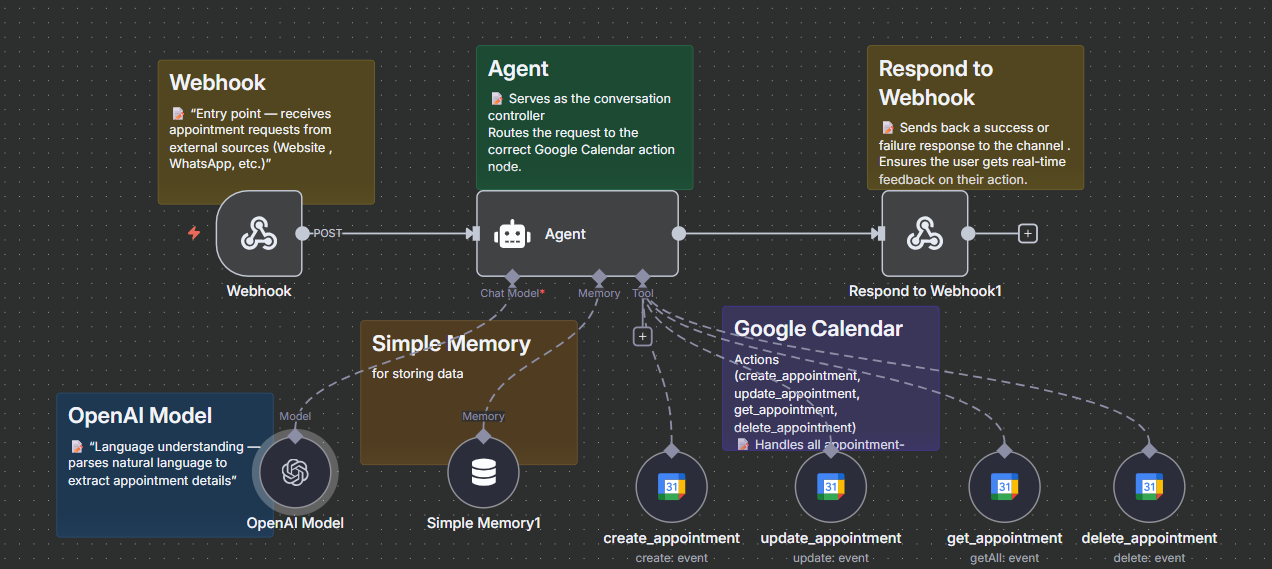 Webhook
📝 “Entry point — receives
appointment requests from
external sources (Website ,
WhatsApp, etc.)”
Agent
📝 Serves as the conversation
controller
Routes the request to the
correct Google Calendar action
node.
Respond to
Webhook
📝 Sends back a success or
failure response to the channel .
Ensures the user gets real-time
feedback on their action.
POST
Agent
Webhook
Chat Model*
Memory
Tool
Respond to Webhook1
Simple Memory
for storing data
Google Calendar
Actions
(create_appointment,
update_appointment,
get_appointment,
delete_appointment)
📝 Handles all appointment-
OpenAI Model
📝 “Language understanding —
parses natural language to
extract appointment details”
Model
Memory
31
31
31
31
OpenAI Model
Simple Memory1
create_appointment
create: event
update_appointment
update: event
get_appointment
getAll: event
delete_appointment
delete: event